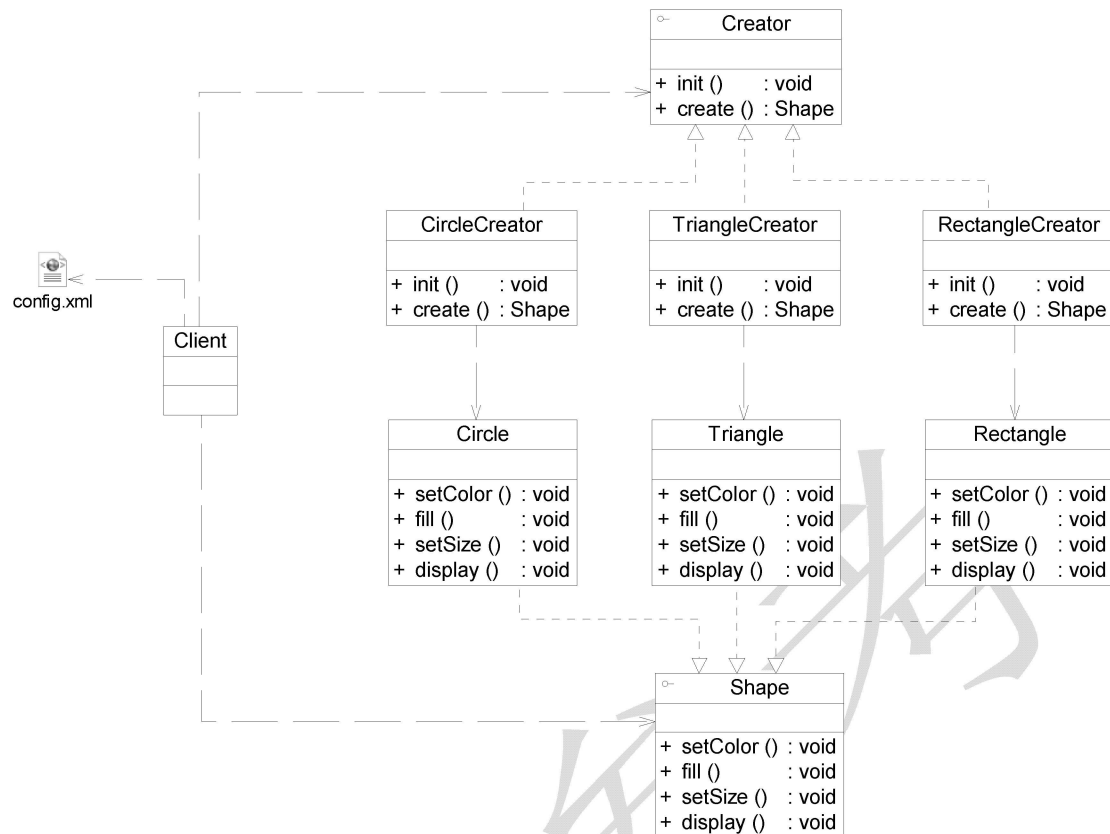 Creator
+ init () : void
+ create () : Shape
CircleCreator
+ init () : void
+ create () : Shape
TriangleCreator
+ init () : void
+ create () : Shape
RectangleCreator
+ init () : void
+ create () : Shape
config.xml
Client
Circle
+ setColor () : void
+ fill () : void
+ setSize () : void
+ display () : void
Triangle
+ setColor () : void
+ fill () : void
+ setSize () : void
+ display () : void
Rectangle
+ setColor () : void
+ fill () : void
+ setSize () : void
+ display () : void
Shape
+ setColor () : void
+ fill () : void
+ setSize () : void
+ display () : void